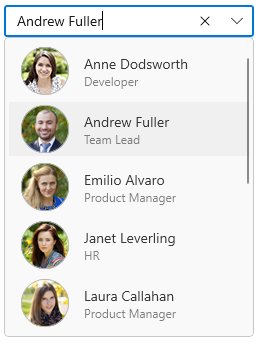 Andrew Fuller
Anne Dodsworth
Developer
Andrew Fuller
Team Lead
Emilio Alvaro
Product Manager
Janet Leverling
HR
Laura Callahan
Product Manager